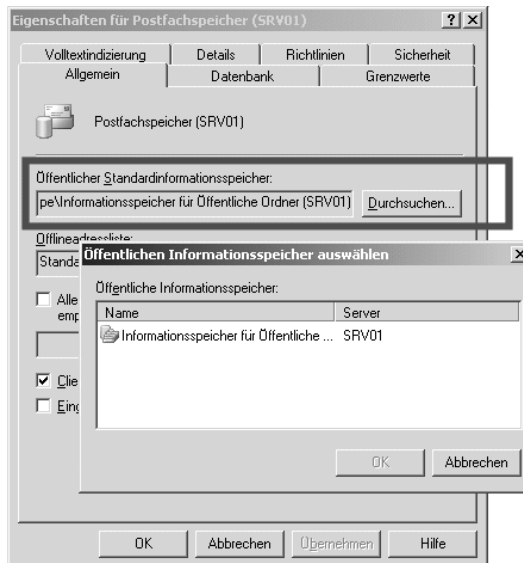 Eigenschaften für Postfachspeicher (SRV01)
Volltextindizierung Details Richtlinien Sicherheit
Allgemein Datenbank Grenzwerte
Postfachspeicher (SRV01)
Öffentlicher Standardinformationsspeicher:
pe\Informationsspeicher für Öffentliche Ordner (SRV01) Durchsuchen...
Offlineadressliste:
Standa
Alle
emp
Clie
Eing
Öffentlichen Informationsspeicher auswählen
Öffentliche Informationsspeicher:
Name Server
Informationsspeicher für Öffentliche ... SRV01
OK Abbrechen
OK Abbrechen Übernehmen Hilfe